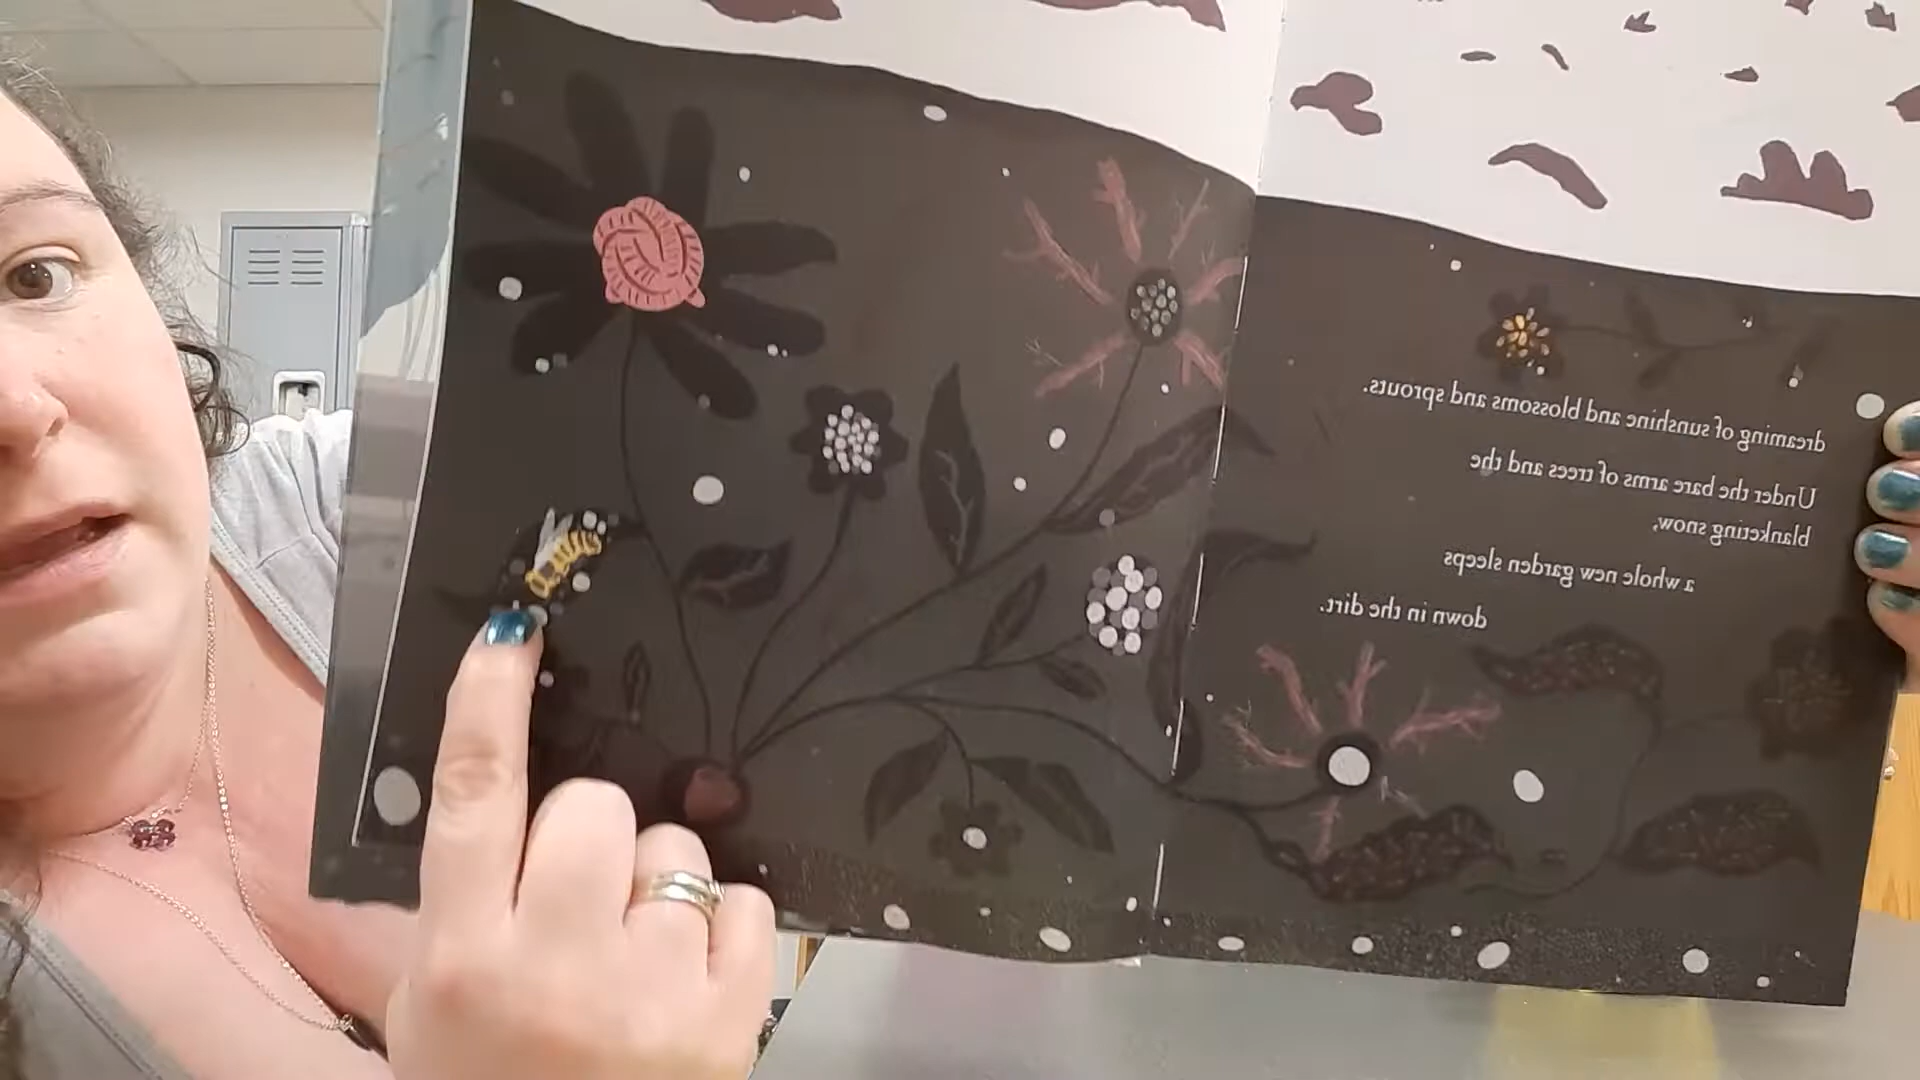 dreaming of sunshine and blossoms and sprouts.
Under the bare arms of trees and the
blanketing snow,
a whole new garden sleeps
down in the dirt.